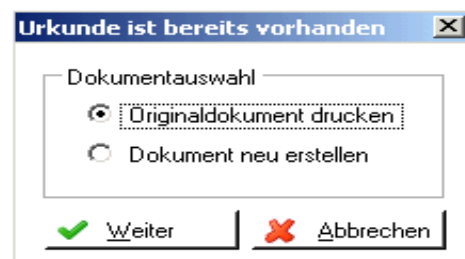 Urkunde ist bereits vorhanden
Dokumentauswahl
Originaldokument drucken
Dokument neu erstellen
Weiter Abbrechen